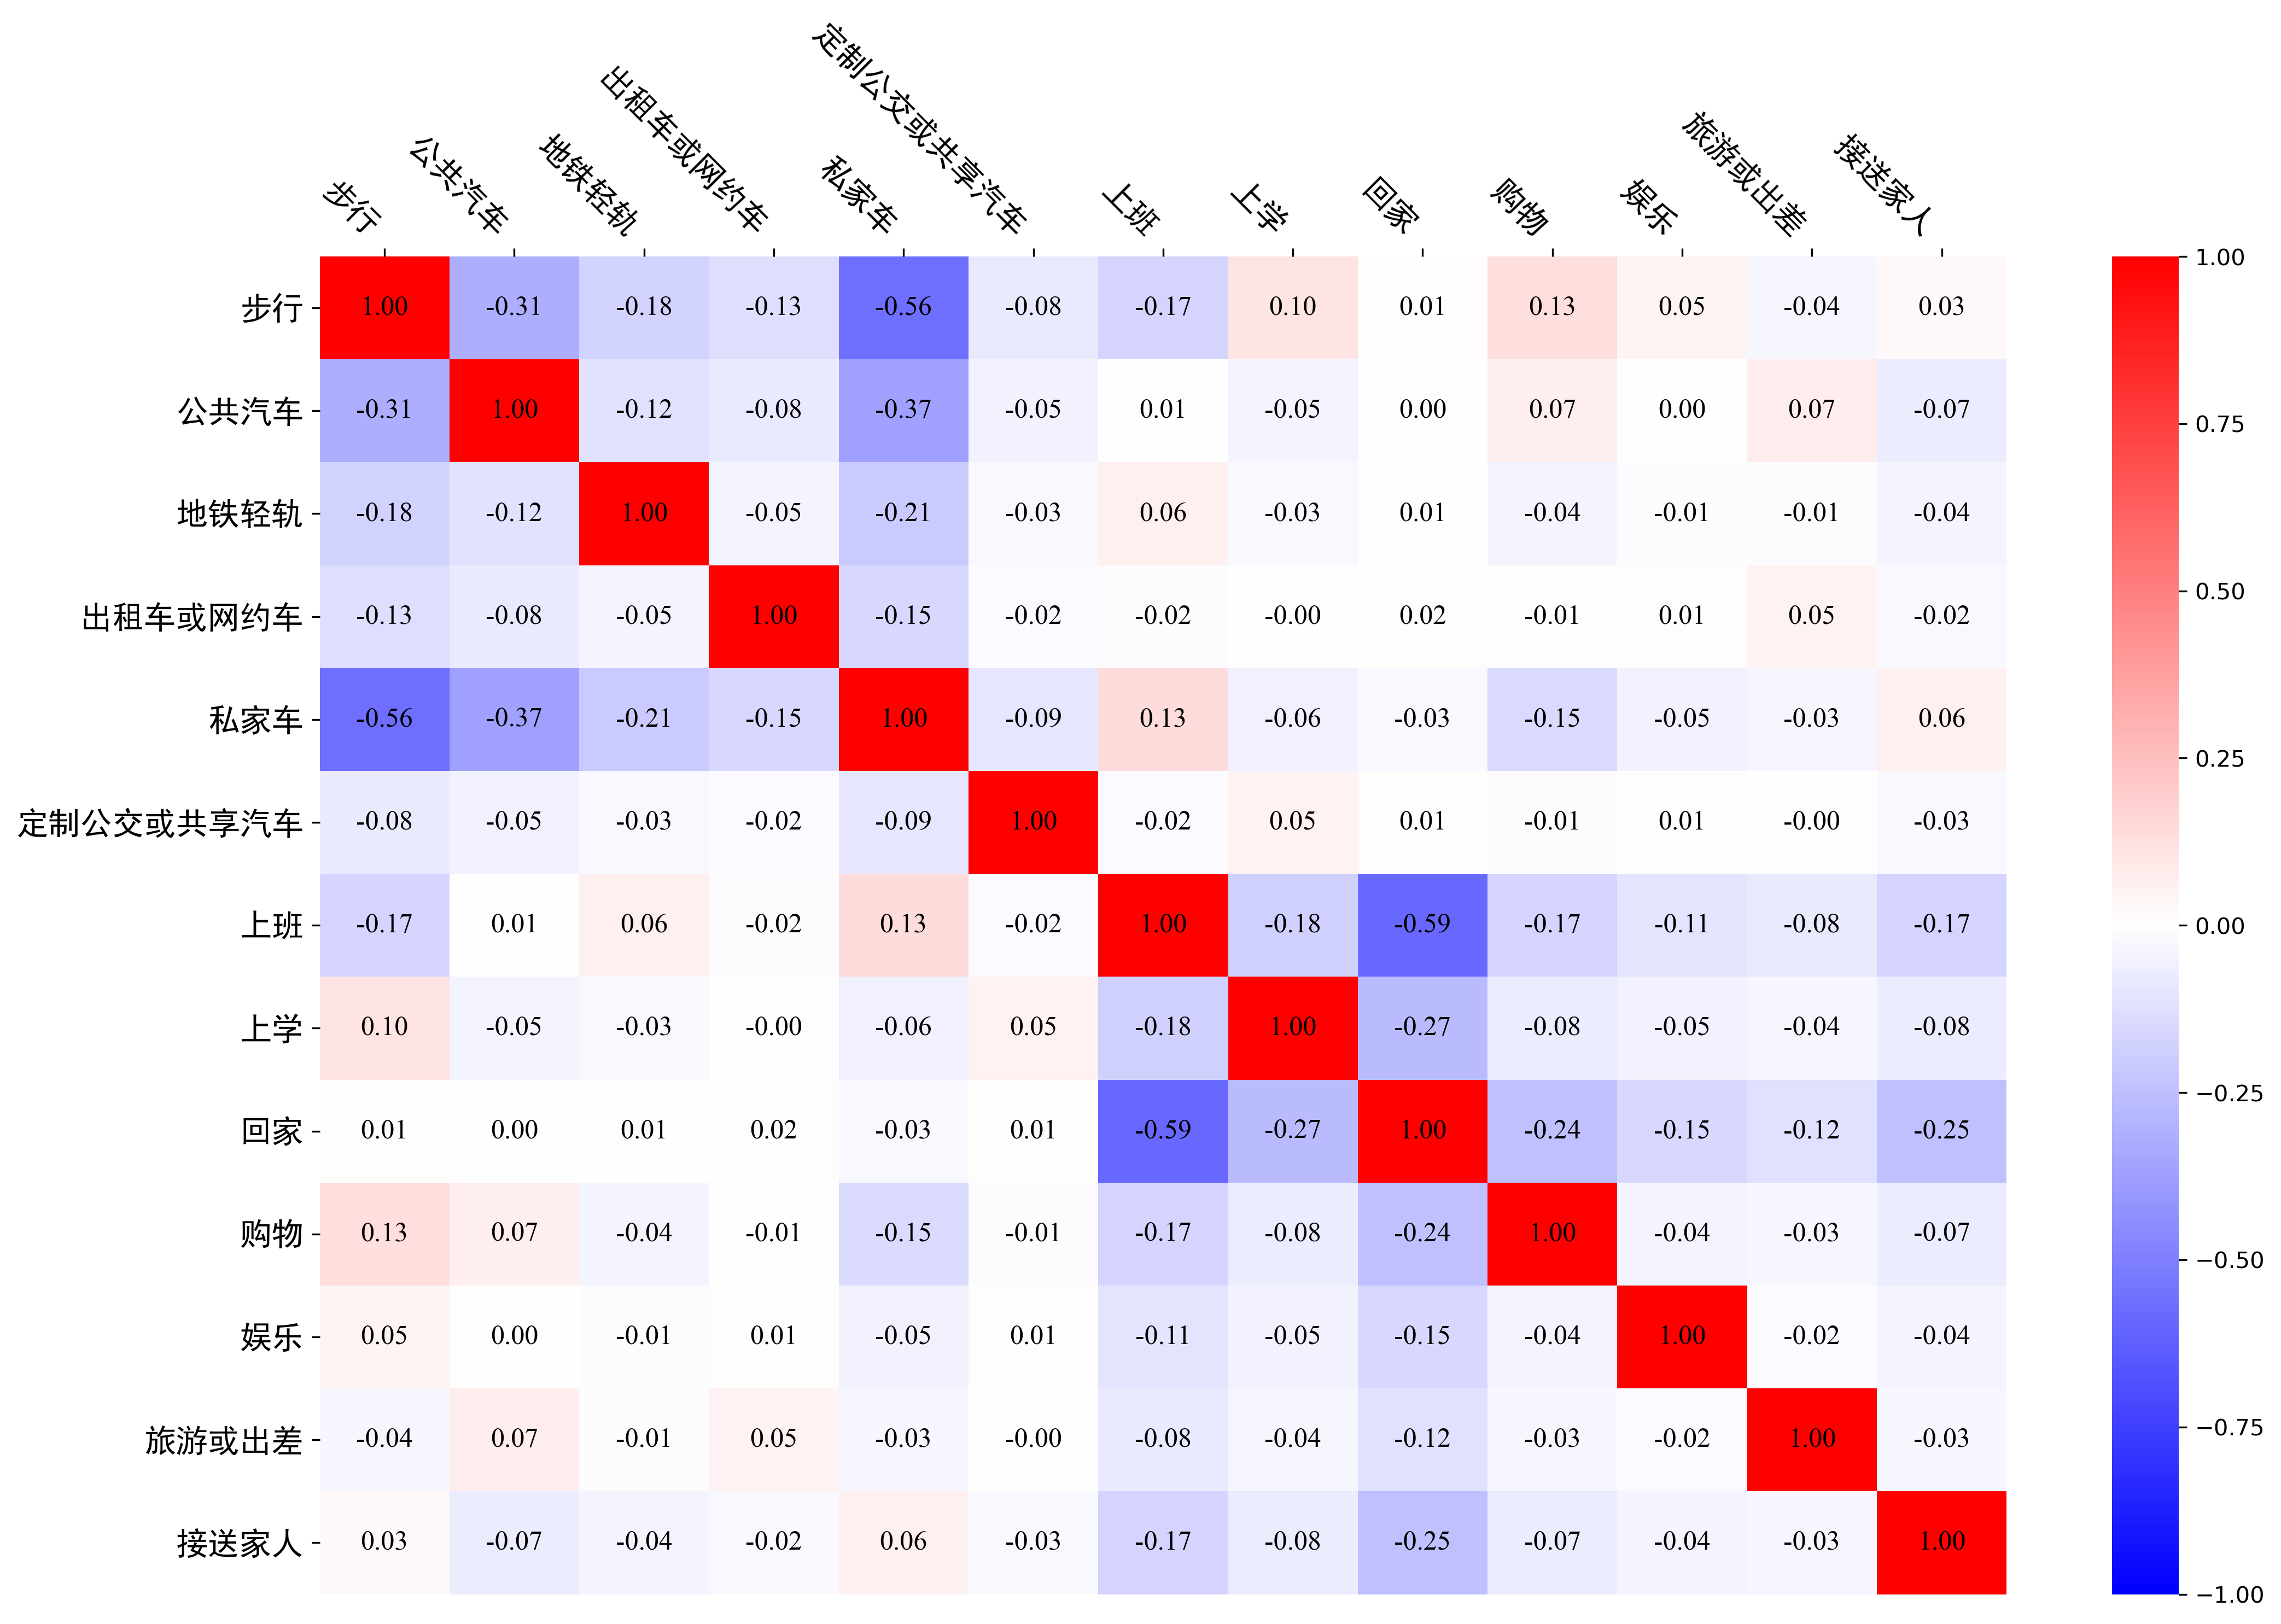 步行 公共汽车 地铁轻轨 出租车或网约车 私家车 定制公交或共享汽车 上班 上学 回家 购物 娱乐 旅游或出差 接送家人
步行 1.00 -0.31 -0.18 -0.13 -0.56 -0.08 -0.17 0.10 0.01 0.13 0.05 -0.04 0.03
公共汽车 -0.31 1.00 -0.12 -0.08 -0.37 -0.05 0.01 -0.05 0.00 0.07 0.00 0.07 -0.07
地铁轻轨 -0.18 -0.12 1.00 -0.05 -0.21 -0.03 0.06 -0.03 0.01 -0.04 -0.01 -0.01 -0.04
出租车或网约车 -0.13 -0.08 -0.05 1.00 -0.15 -0.02 -0.02 -0.00 0.02 -0.01 0.01 0.05 -0.02
私家车 -0.56 -0.37 -0.21 -0.15 1.00 -0.09 0.13 -0.06 -0.03 -0.15 -0.05 -0.03 0.06
定制公交或共享汽车 -0.08 -0.05 -0.03 -0.02 -0.09 1.00 -0.02 0.05 0.01 -0.01 0.01 -0.00 -0.03
上班 -0.17 0.01 0.06 -0.02 0.13 -0.02 1.00 -0.18 -0.59 -0.17 -0.11 -0.08 -0.17
上学 0.10 -0.05 -0.03 -0.00 -0.06 0.05 -0.18 1.00 -0.27 -0.08 -0.05 -0.04 -0.08
回家 0.01 0.00 0.01 0.02 -0.03 0.01 -0.59 -0.27 1.00 -0.24 -0.15 -0.12 -0.25
购物 0.13 0.07 -0.04 -0.01 -0.15 -0.01 -0.17 -0.08 -0.24 1.00 -0.04 -0.03 -0.07
娱乐 0.05 0.00 -0.01 0.01 -0.05 0.01 -0.11 -0.05 -0.15 -0.04 1.00 -0.02 -0.04
旅游或出差 -0.04 0.07 -0.01 0.05 -0.03 -0.00 -0.08 -0.04 -0.12 -0.03 -0.02 1.00 -0.03
接送家人 0.03 -0.07 -0.04 -0.02 0.06 -0.03 -0.17 -0.08 -0.25 -0.07 -0.04 -0.03 1.00
1.00
0.75
0.50
0.25
0.00
−0.25
−0.50
−0.75
−1.00